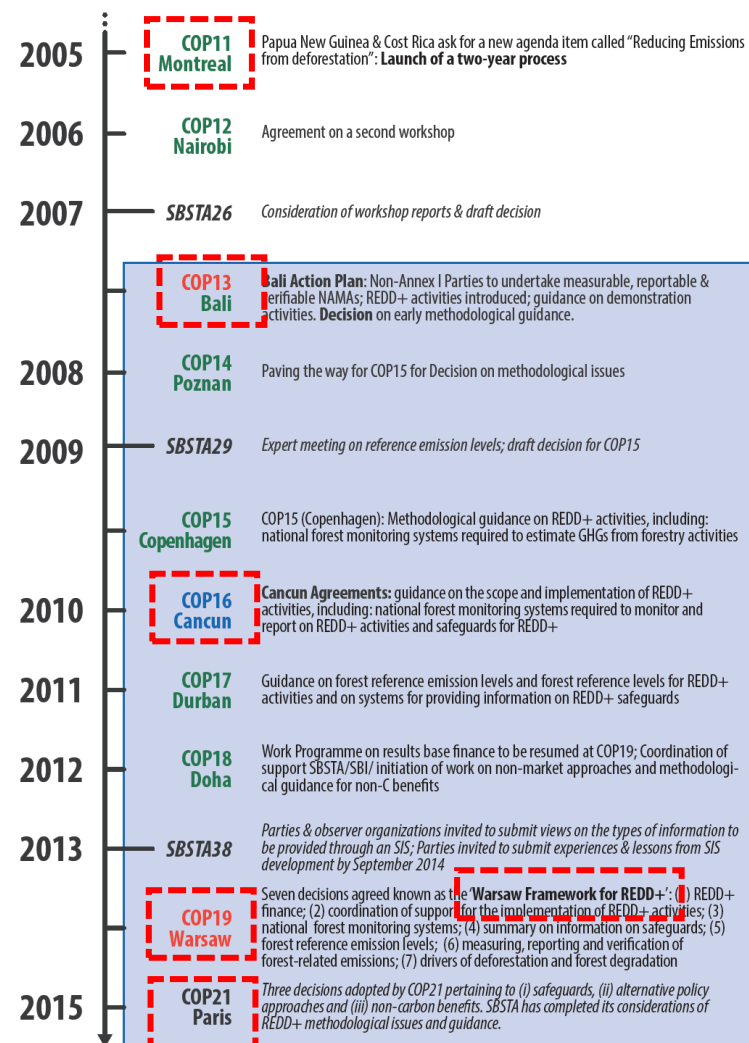 2005
COP11
Montreal
Papua New Guinea & Costa Rica ask for a new agenda item called “Reducing Emissions
from deforestation”: Launch of a two-year process
2006
COP12
Nairobi
Agreement on a second workshop
2007
SBSTA26
Consideration of workshop reports & draft decision
COP13
Bali
Bali Action Plan: Non-Annex I Parties to undertake measurable, reportable &
verifiable NAMAs; REDD+ activities introduced; guidance on demonstration
activities. Decision on early methodological guidance.
2008
COP14
Poznan
Paving the way for COP15 for Decision on methodological issues
2009
SBSTA29
Expert meeting on reference emission levels; draft decision for COP15
COP15
Copenhagen
COP15 (Copenhagen): Methodological guidance on REDD+ activities, including:
national forest monitoring systems required to estimate GHGs from forestry activities
2010
COP16
Cancun
Cancun Agreements: guidance on the scope and implementation of REDD+
activities, including: national forest monitoring systems required to monitor and
report on REDD+ activities and safeguards for REDD+
2011
COP17
Durban
Guidance on forest reference emission levels and forest reference levels for REDD+
activities and on systems for providing information on REDD+ safeguards
2012
COP18
Doha
Work Programme on results base finance to be resumed at COP19; Coordination of
support SBSTA/SBI/ initiation of work on non-market approaches and methodologi-
cal guidance for non-C benefits
2013
SBSTA38
Parties & observer organizations invited to submit views on the types of information to
be provided through an SIS; Parties invited to submit experiences & lessons from SIS
development by September 2014
COP19
Warsaw
Seven decisions agreed known as the ‘Warsaw Framework for REDD+’: (1) REDD+
finance; (2) coordination of support for the implementation of REDD+ activities; (3)
national forest monitoring systems; (4) summary on information on safeguards; (5)
forest reference emission levels; (6) measuring, reporting and verification of
forest-related emissions; (7) drivers of deforestation and forest degradation
2015
COP21
Paris
Three decisions adopted by COP21 pertaining to (i) safeguards, (ii) alternative policy
approaches and (iii) non-carbon benefits. SBSTA has completed its considerations of
REDD+ methodological issues and guidance.